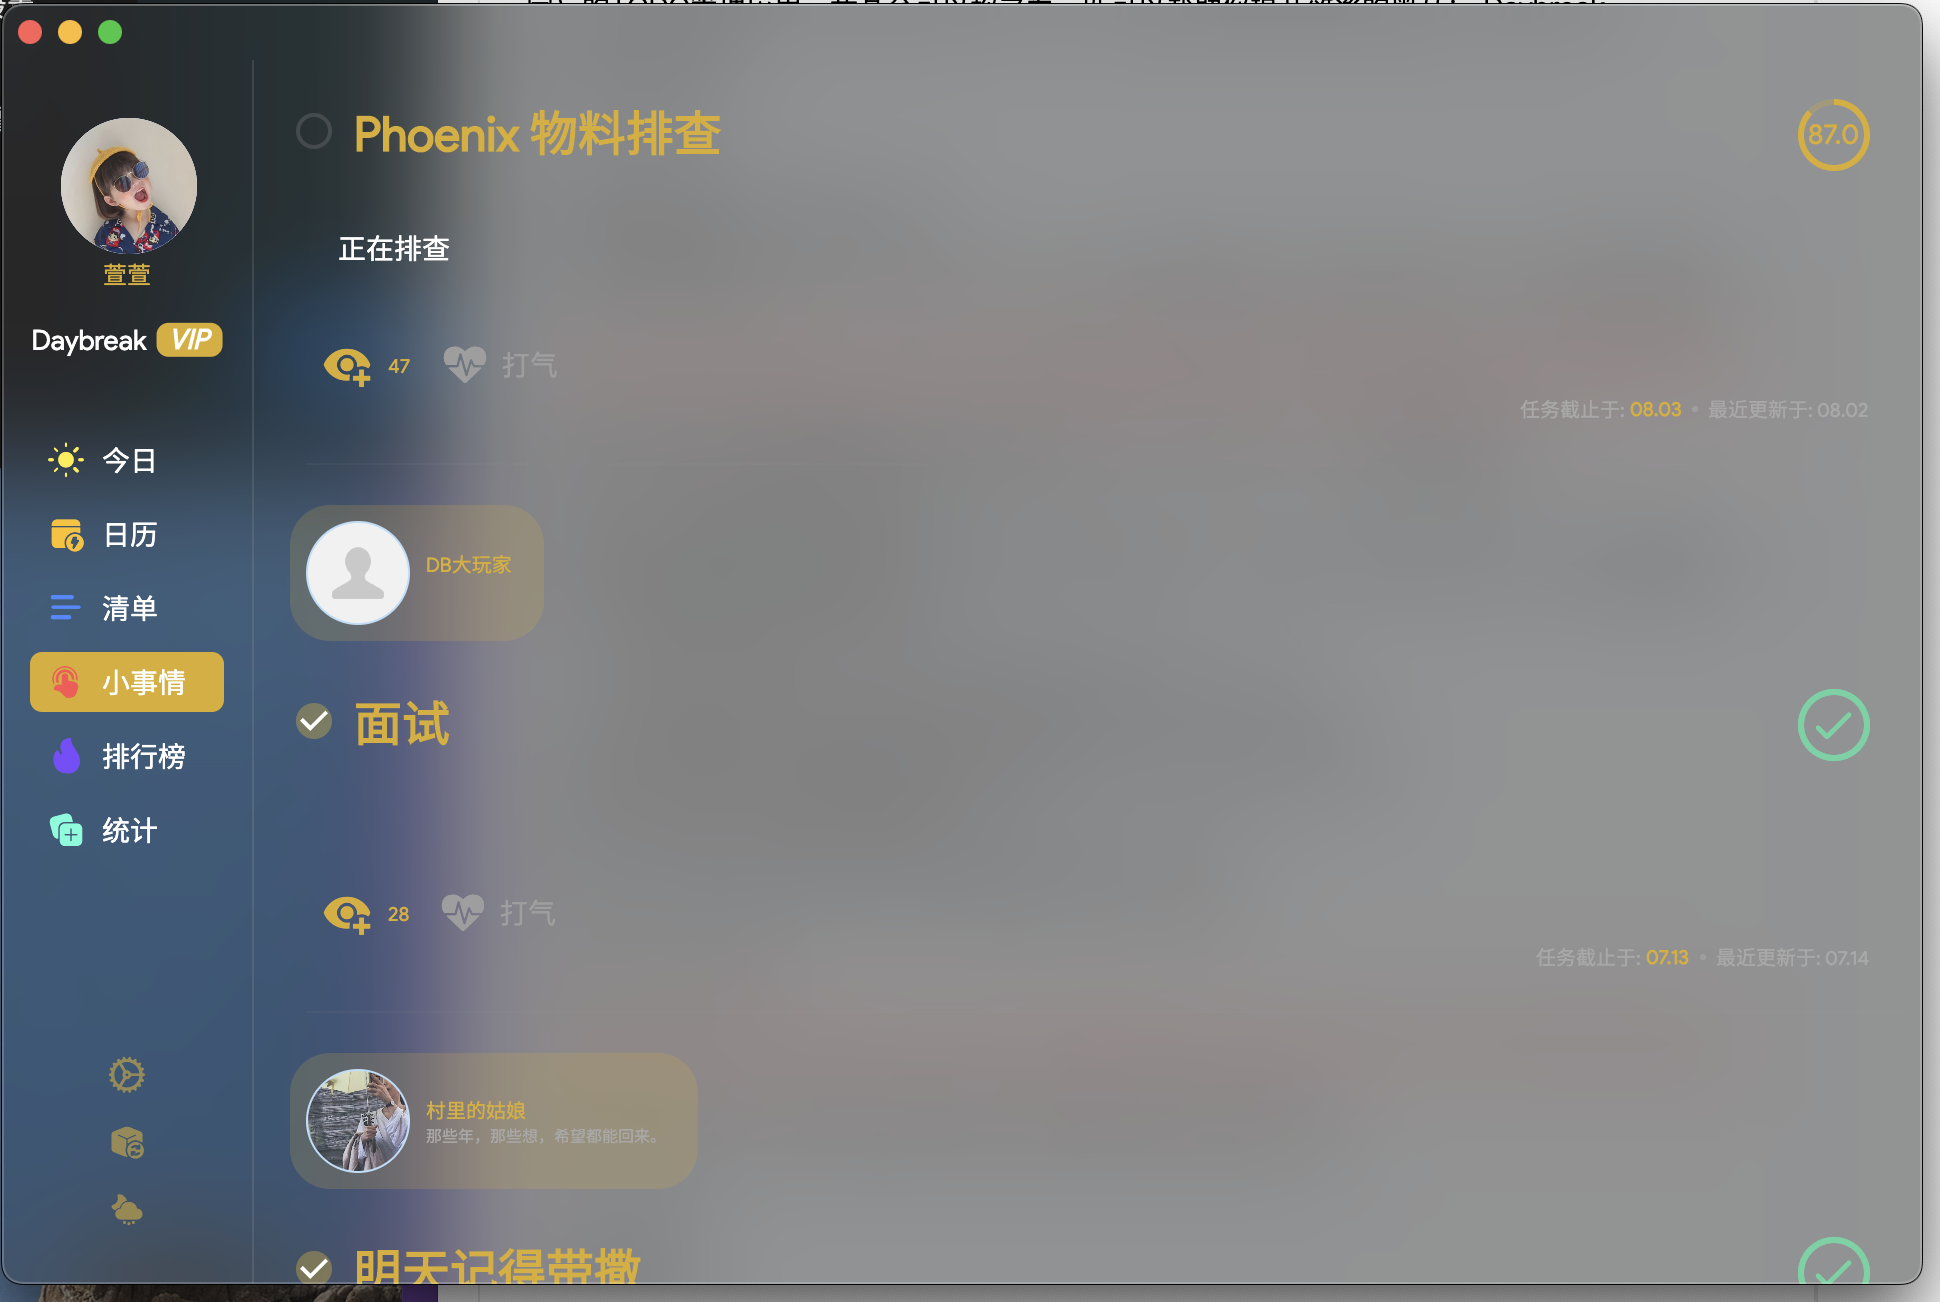 萱萱
Daybreak VIP
今日
日历
清单
小事情
排行榜
统计
Phoenix 物料排查
87.0
正在排查
47 打气
任务截止于: 08.03 • 最近更新于: 08.02
DB大玩家
面试
28 打气
任务截止于: 07.13 • 最近更新于: 07.14
村里的姑娘
那些年，那些想，希望都能回来。
明天记得带撒